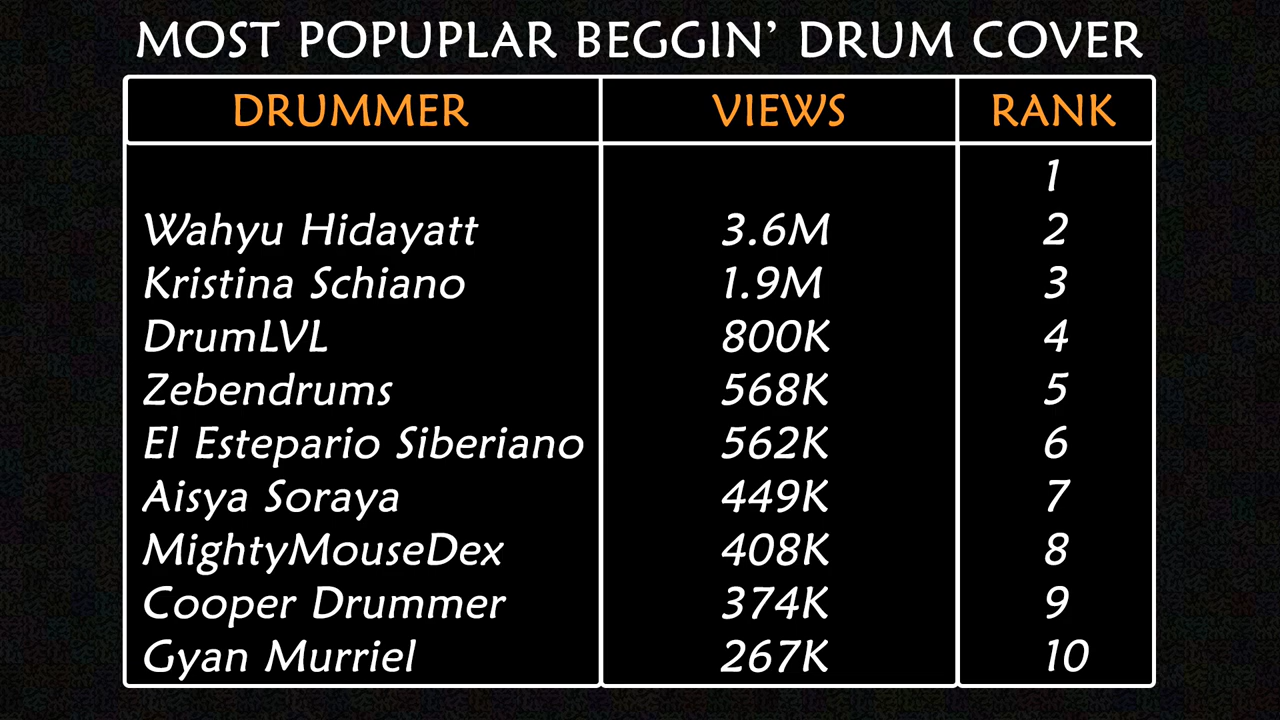 MOST POPUPLAR BEGGIN’ DRUM COVER
DRUMMER VIEWS RANK
1
Wahyu Hidayatt 3.6M 2
Kristina Schiano 1.9M 3
DrumLVL 800K 4
Zebendrums 568K 5
El Estepario Siberiano 562K 6
Aisya Soraya 449K 7
MightyMouseDex 408K 8
Cooper Drummer 374K 9
Gyan Murriel 267K 10